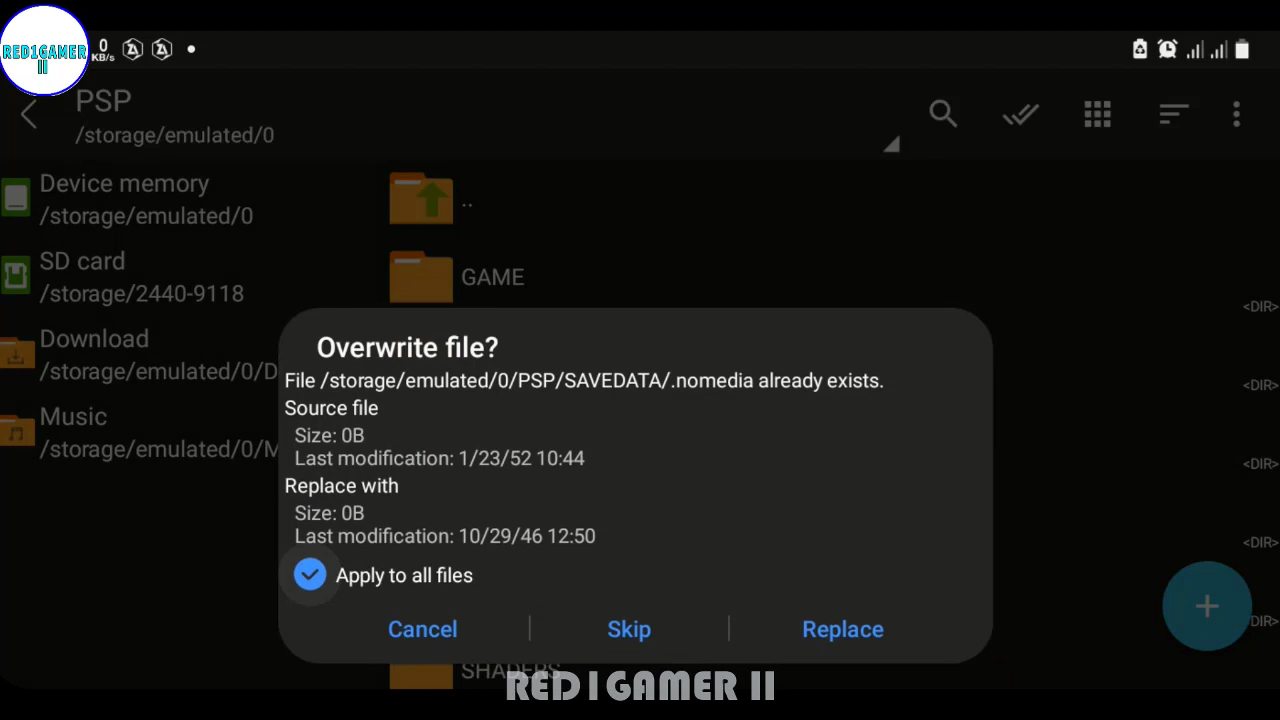 RED1GAMER
II
0
KB/s
PSP
/storage/emulated/0
Device memory
/storage/emulated/0
..
SD card
/storage/2440-9118
GAME
<DIR>
Download
/storage/emulated/0/D
<DIR>
Music
/storage/emulated/0/M
<DIR>
<DIR>
<DIR>
Overwrite file?
File /storage/emulated/0/PSP/SAVEDATA/.nomedia already exists.
Source file
Size: 0B
Last modification: 1/23/52 10:44
Replace with
Size: 0B
Last modification: 10/29/46 12:50
Apply to all files
Cancel Skip Replace
SHADERS
RED1GAMER II